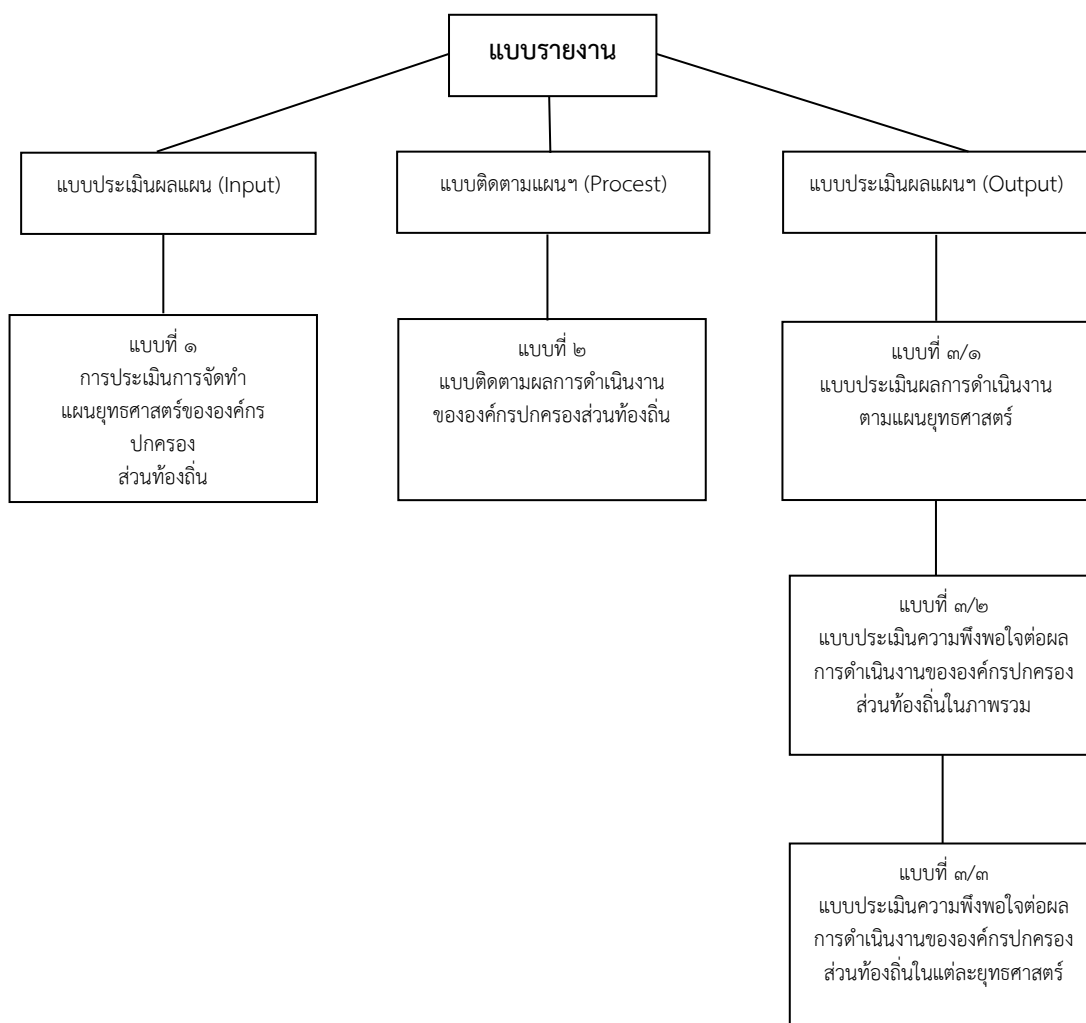 แบบรายงาน
แบบประเมินผลแผน (Input)
แบบติดตามแผนฯ (Procest)
แบบประเมินผลแผนฯ (Output)
แบบที่ ๑
การประเมินการจัดทำ
แผนยุทธศาสตร์ขององค์กร
ปกครอง
ส่วนท้องถิ่น
แบบที่ ๒
แบบติดตามผลการดำเนินงาน
ขององค์กรปกครองส่วนท้องถิ่น
แบบที่ ๓/๑
แบบประเมินผลการดำเนินงาน
ตามแผนยุทธศาสตร์
แบบที่ ๓/๒
แบบประเมินความพึงพอใจต่อผล
การดำเนินงานขององค์กรปกครอง
ส่วนท้องถิ่นในภาพรวม
แบบที่ ๓/๓
แบบประเมินความพึงพอใจต่อผล
การดำเนินงานขององค์กรปกครอง
ส่วนท้องถิ่นในแต่ละยุทธศาสตร์